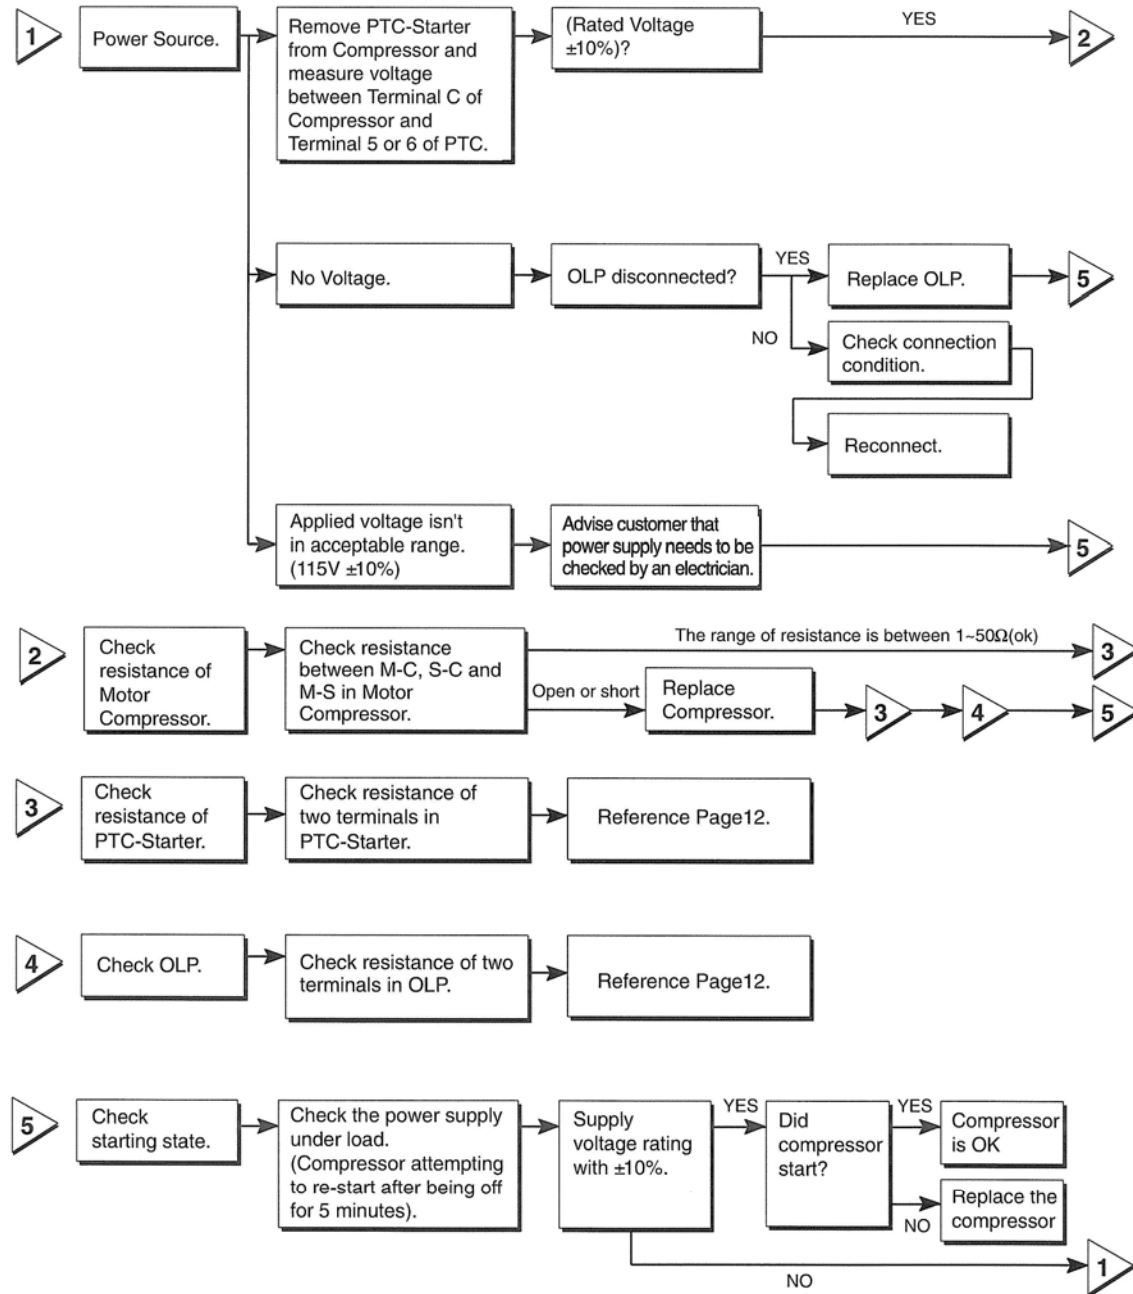 1
Power Source.
Remove PTC-Starter
from Compressor and
measure voltage
between Terminal C of
Compressor and
Terminal 5 or 6 of PTC.
(Rated Voltage
±10%)?
YES
2
No Voltage.
OLP disconnected?
YES
Replace OLP.
5
NO
Check connection
condition.
Reconnect.
Applied voltage isn't
in acceptable range.
(115V ±10%)
Advise customer that
power supply needs to be
checked by an electrician.
5
2
Check
resistance of
Motor
Compressor.
Check resistance
between M-C, S-C and
M-S in Motor
Compressor.
The range of resistance is between 1~50Ω(ok)
3
Open or short
Replace
Compressor.
3
4
5
3
Check
resistance of
PTC-Starter.
Check resistance of
two terminals in
PTC-Starter.
Reference Page12.
4
Check OLP.
Check resistance of two
terminals in OLP.
Reference Page12.
5
Check
starting state.
Check the power supply
under load.
(Compressor attempting
to re-start after being off
for 5 minutes).
Supply
voltage rating
with ±10%.
YES
Did
compressor
start?
YES
Compressor
is OK
NO
Replace the
compressor
NO
1